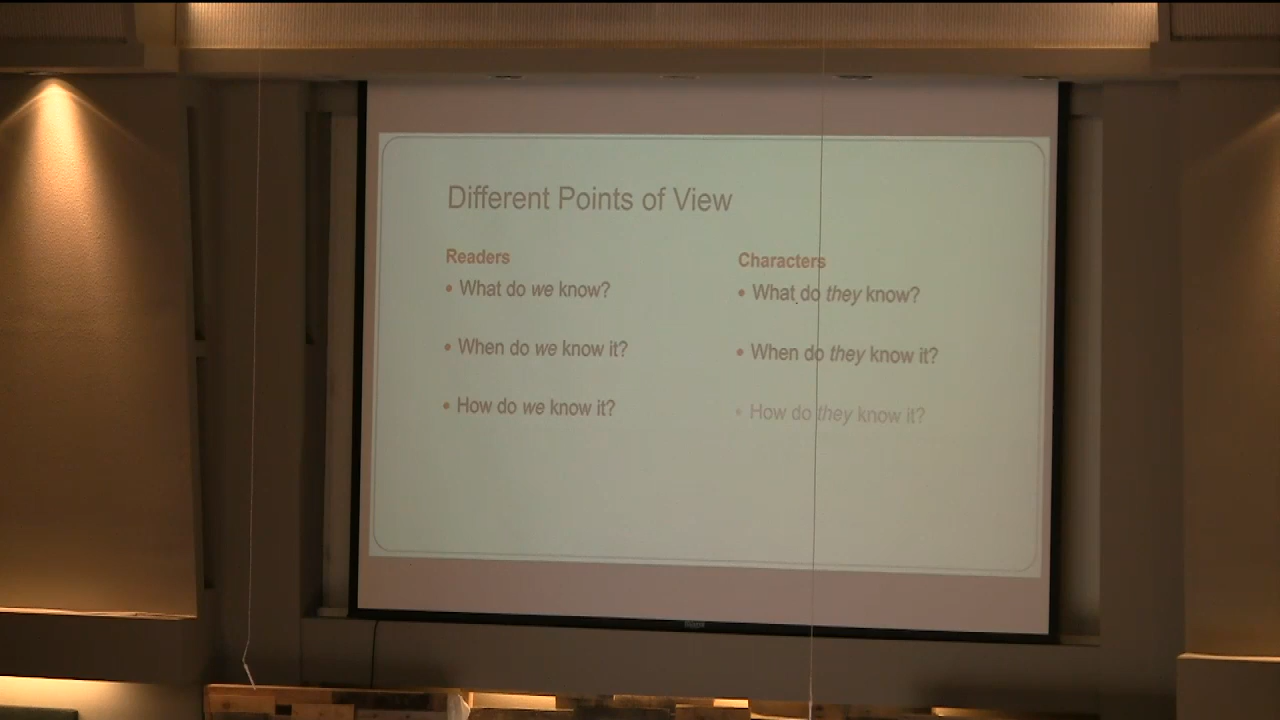 Different Points of View
Readers
• What do we know?
• When do we know it?
• How do we know it?
Characters
• What do they know?
• When do they know it?
• How do they know it?